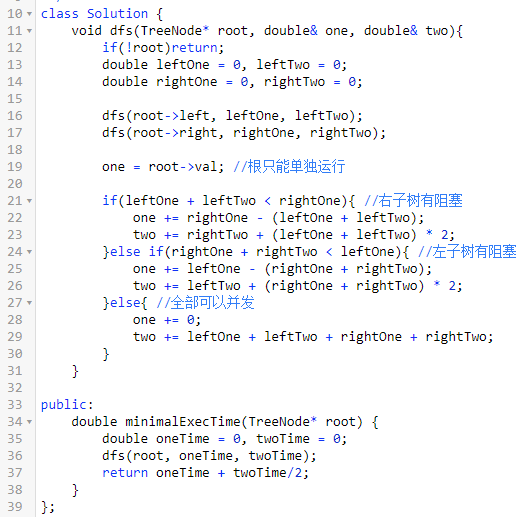 10 class Solution {
11     void dfs(TreeNode* root, double& one, double& two){
12         if(!root)return;
13         double leftOne = 0, leftTwo = 0;
14         double rightOne = 0, rightTwo = 0;
15
16         dfs(root->left, leftOne, leftTwo);
17         dfs(root->right, rightOne, rightTwo);
18
19         one = root->val; //根只能单独运行
20
21         if(leftOne + leftTwo < rightOne){ //右子树有阻塞
22             one += rightOne - (leftOne + leftTwo);
23             two += rightTwo + (leftOne + leftTwo) * 2;
24         }else if(rightOne + rightTwo < leftOne){ //左子树有阻塞
25             one += leftOne - (rightOne + rightTwo);
26             two += leftTwo + (rightOne + rightTwo) * 2;
27         }else{ //全部可以并发
28             one += 0;
29             two += leftOne + leftTwo + rightOne + rightTwo;
30         }
31     }
32
33 public:
34     double minimalExecTime(TreeNode* root) {
35         double oneTime = 0, twoTime = 0;
36         dfs(root, oneTime, twoTime);
37         return oneTime + twoTime/2;
38     }
39 };